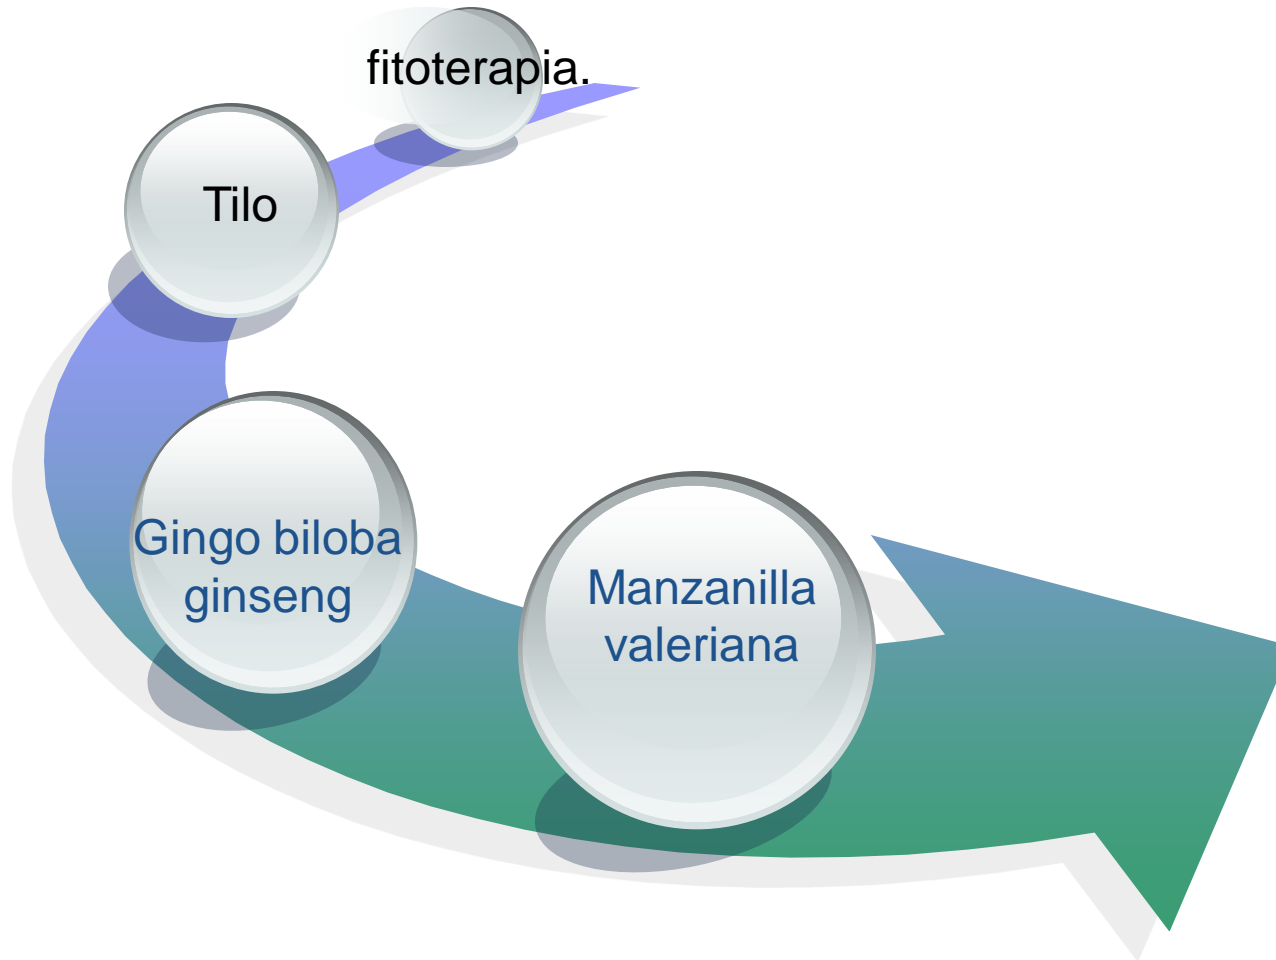 fitoterapia.
Tilo
Gingo biloba
ginseng
Manzanilla
valeriana